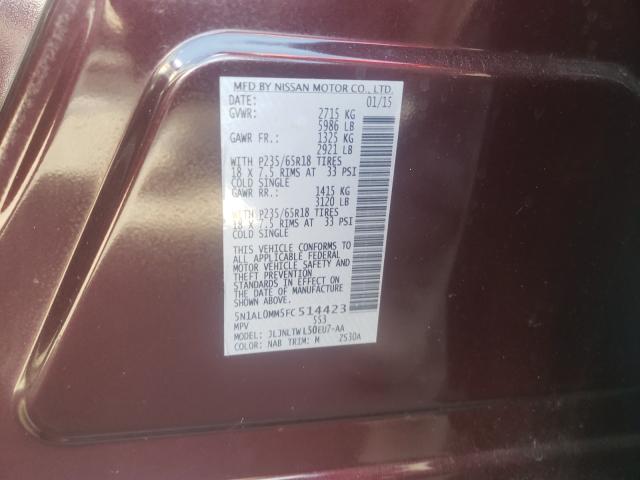 MFD BY NISSAN MOTOR CO., LTD.
DATE: 01/15
GVWR: 2715 KG
5986 LB
GAWR FR.: 1325 KG
2921 LB
WITH P235/65R18 TIRES
18 X 7.5 RIMS AT 33 PSI
COLD SINGLE
GAWR RR.: 1415 KG
3120 LB
WITH P235/65R18 TIRES
18 X 7.5 RIMS AT 33 PSI
COLD SINGLE
THIS VEHICLE CONFORMS TO
ALL APPLICABLE FEDERAL
MOTOR VEHICLE SAFETY AND
THEFT PREVENTION
STANDARDS IN EFFECT ON
THE DATE OF MANUFACTURE
SHOWN ABOVE.
5N1AL0MM5FC514423
MPV 553
MODEL: JLJNLTWL50EU7-AA
COLOR: NAB TRIM: M ZS30A